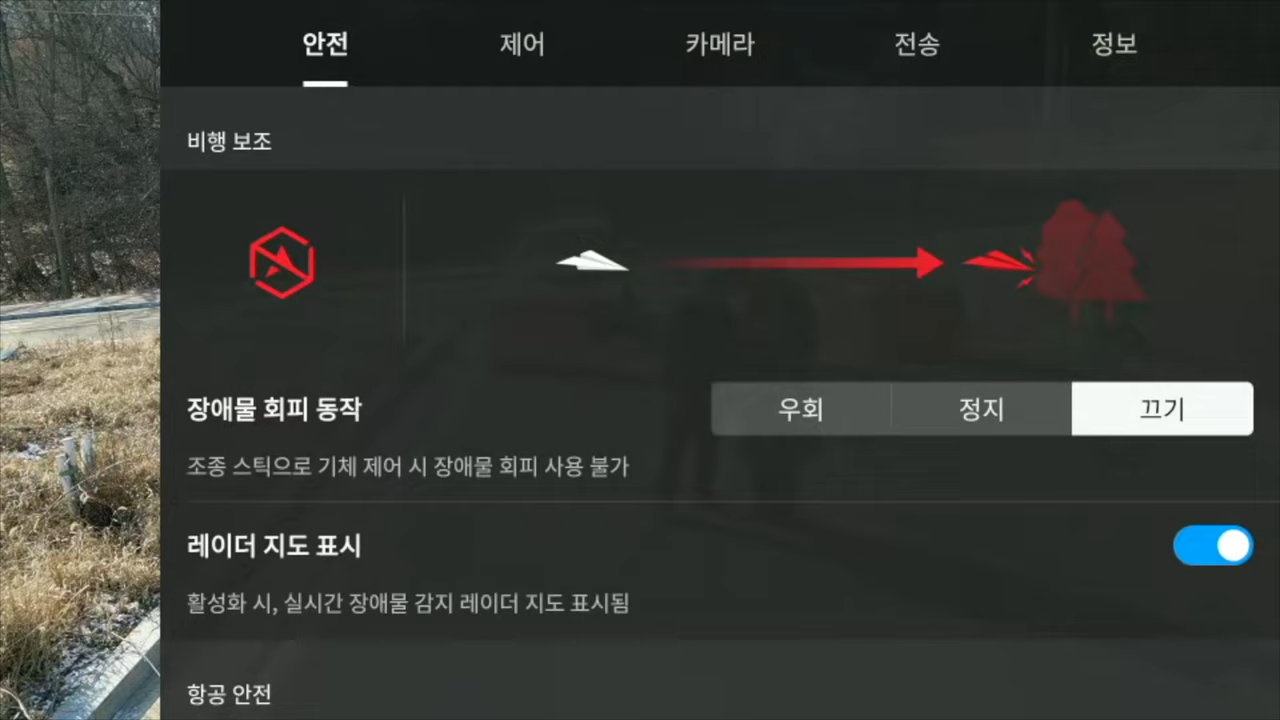 안전
제어
카메라
전송
정보
비행 보조
장애물 회피 동작
우회
정지
끄기
조종 스틱으로 기체 제어 시 장애물 회피 사용 불가
레이더 지도 표시
활성화 시, 실시간 장애물 감지 레이더 지도 표시됨
항공 안전